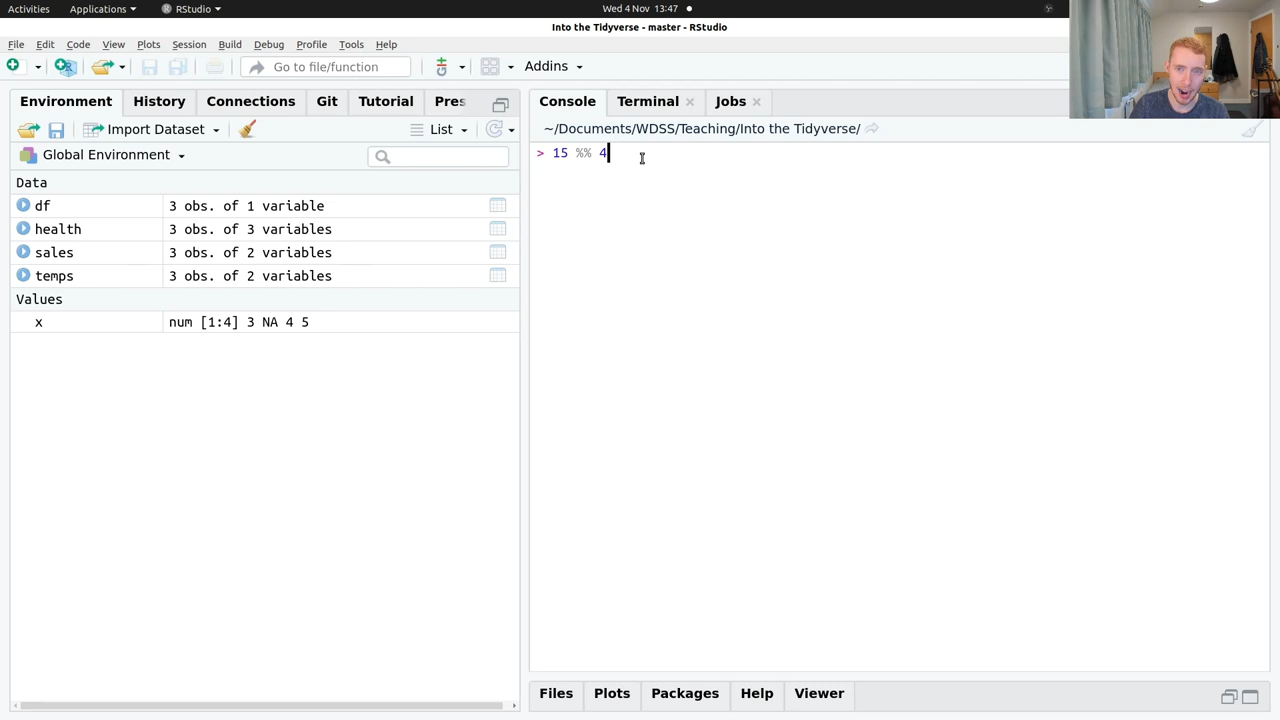 Activities Applications RStudio Wed 4 Nov 13:47
Into the Tidyverse - master - RStudio
File Edit Code View Plots Session Build Debug Profile Tools Help
Go to file/function Addins
Environment History Connections Git Tutorial Pres
Import Dataset List
Global Environment
Data
df 3 obs. of 1 variable
health 3 obs. of 3 variables
sales 3 obs. of 2 variables
temps 3 obs. of 2 variables
Values
x num [1:4] 3 NA 4 5
Console Terminal Jobs
~/Documents/WDSS/Teaching/Into the Tidyverse/
> 15 %% 4
Files Plots Packages Help Viewer